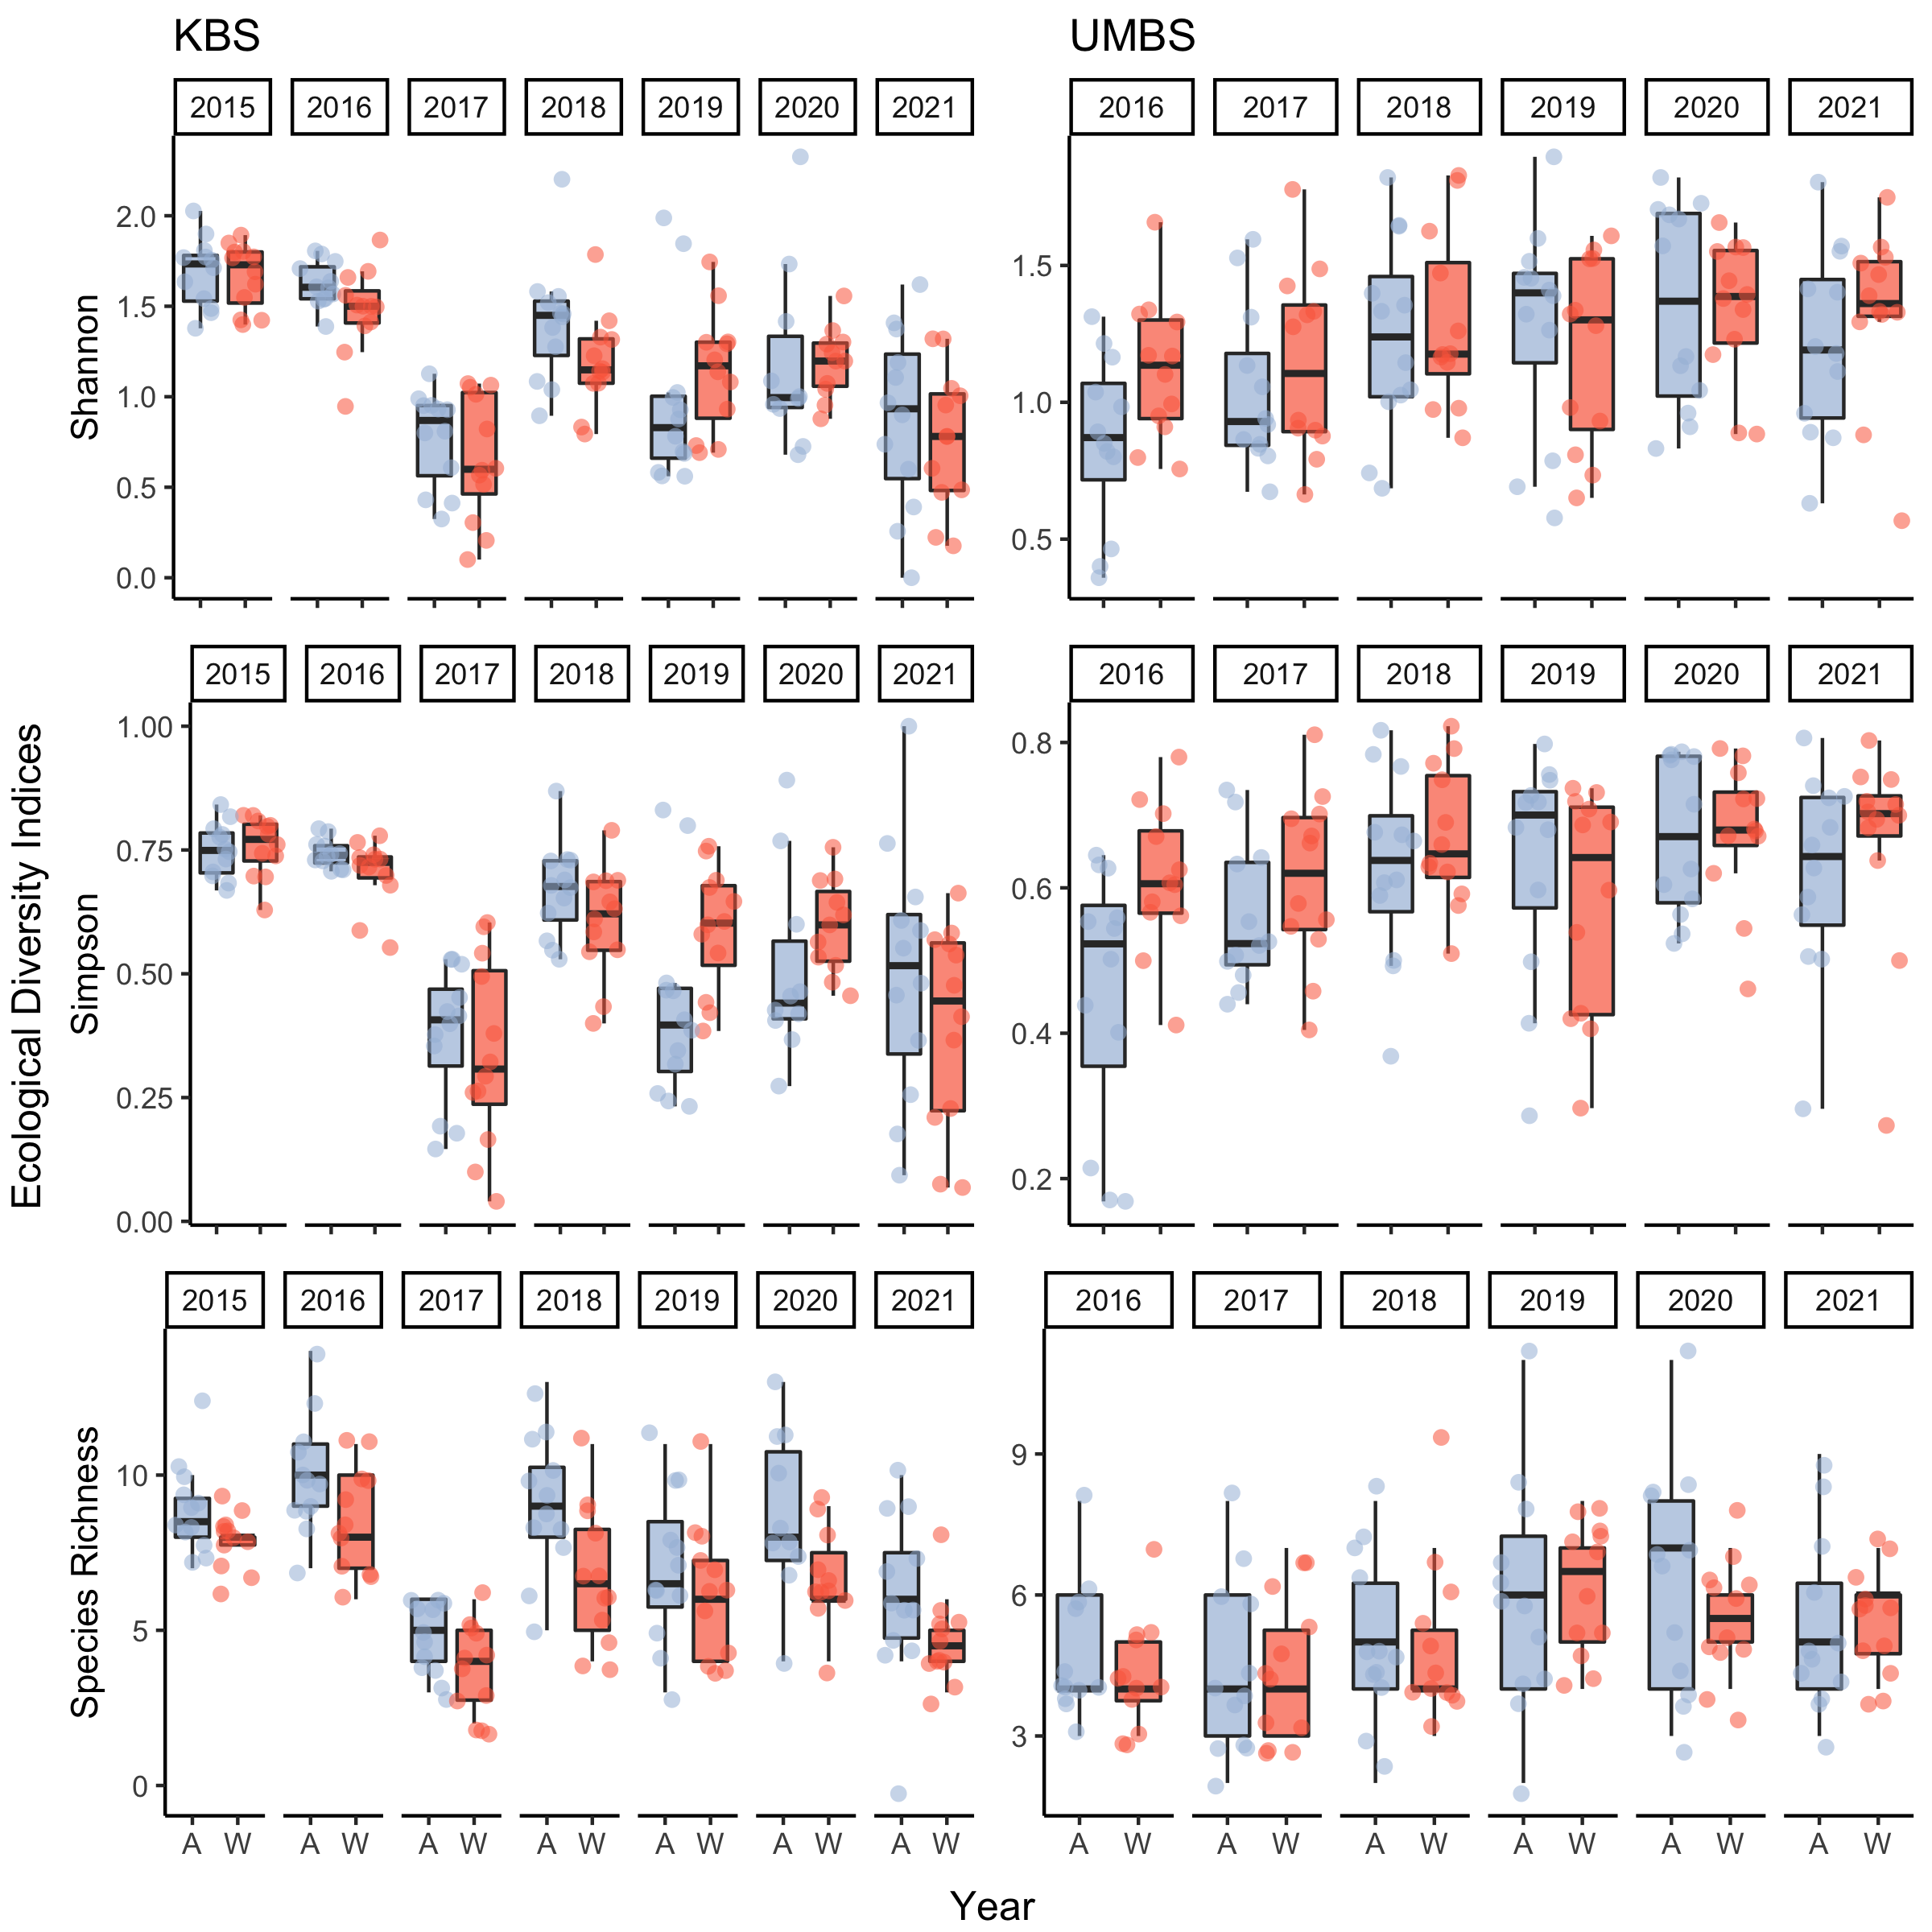 KBS UMBS
2015 2016 2017 2018 2019 2020 2021 2016 2017 2018 2019 2020 2021
Shannon
2.0
1.5
1.0
0.5
0.0
1.5
1.0
0.5
2015 2016 2017 2018 2019 2020 2021 2016 2017 2018 2019 2020 2021
Ecological Diversity Indices
Simpson
1.00
0.75
0.50
0.25
0.00
0.8
0.6
0.4
0.2
2015 2016 2017 2018 2019 2020 2021 2016 2017 2018 2019 2020 2021
Species Richness
10
5
0
9
6
3
A W A W A W A W A W A W A W A W A W A W A W A W A W
Year